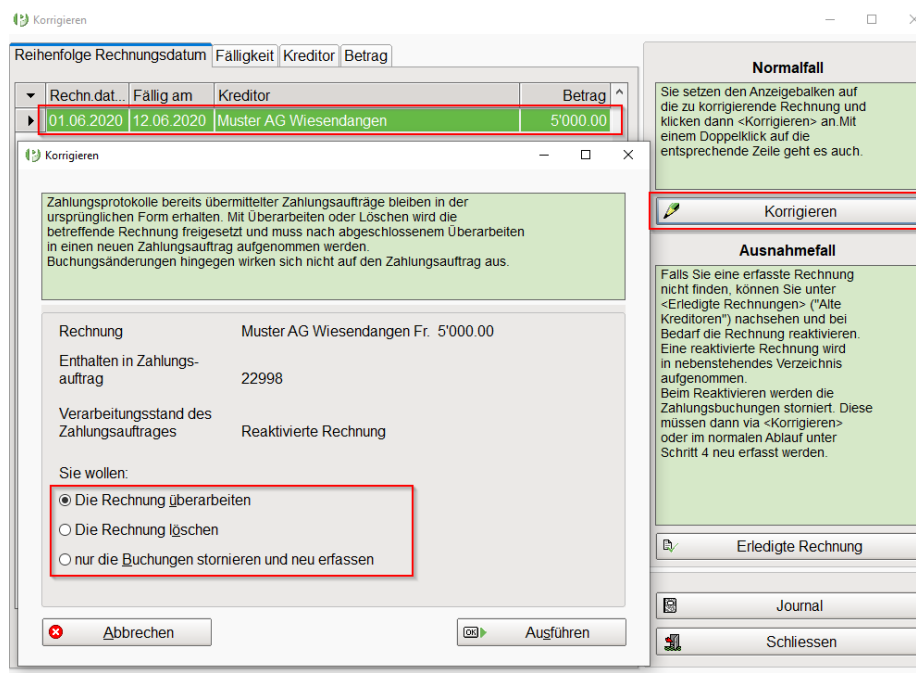 Korrigieren
Reihenfolge Rechnungsdatum Fälligkeit Kreditor Betrag
Rechn.dat... Fällig am Kreditor Betrag
01.06.2020 12.06.2020 Muster AG Wiesendangen 5'000.00
Korrigieren
Zahlungsprotokolle bereits übermittelter Zahlungsaufträge bleiben in der
ursprünglichen Form erhalten. Mit Überarbeiten oder Löschen wird die
betreffende Rechnung freigesetzt und muss nach abgeschlossenem Überarbeiten
in einen neuen Zahlungsauftrag aufgenommen werden.
Buchungsänderungen hingegen wirken sich nicht auf den Zahlungsauftrag aus.
Rechnung Muster AG Wiesendangen Fr. 5'000.00
Enthalten in Zahlungs-
auftrag 22998
Verarbeitungsstand des
Zahlungsauftrages Reaktivierte Rechnung
Sie wollen:
Die Rechnung überarbeiten
Die Rechnung löschen
nur die Buchungen stornieren und neu erfassen
Abbrechen
OK Ausführen
Normalfall
Sie setzen den Anzeigebalken auf
die zu korrigierende Rechnung und
klicken dann <Korrigieren> an.Mit
einem Doppelklick auf die
entsprechende Zeile geht es auch.
Korrigieren
Ausnahmefall
Falls Sie eine erfasste Rechnung
nicht finden, können Sie unter
<Erledigte Rechnungen> ("Alte
Kreditoren") nachsehen und bei
Bedarf die Rechnung reaktivieren.
Eine reaktivierte Rechnung wird
in nebenstehendes Verzeichnis
aufgenommen.
Beim Reaktivieren werden die
Zahlungsbuchungen storniert. Diese
müssen dann via <Korrigieren>
oder im normalen Ablauf unter
Schritt 4 neu erfasst werden.
Erledigte Rechnung
Journal
Schliessen